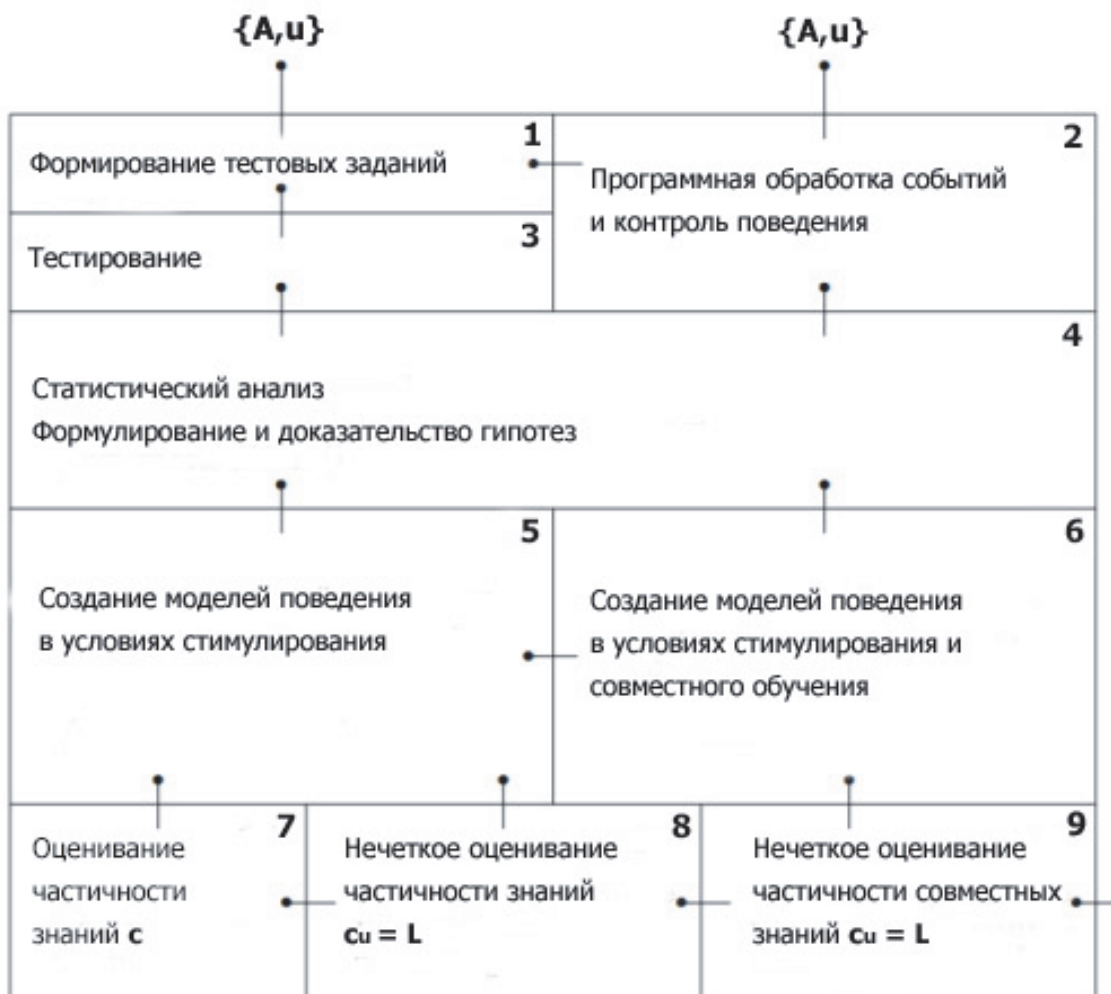 {A,u}
{A,u}
1
Формирование тестовых заданий
2
Программная обработка событий
и контроль поведения
3
Тестирование
4
Статистический анализ
Формулирование и доказательство гипотез
5
Создание моделей поведения
в условиях стимулирования
6
Создание моделей поведения
в условиях стимулирования и
совместного обучения
7
Оценивание
частичности
знаний c
8
Нечеткое оценивание
частичности знаний
cu = L
9
Нечеткое оценивание
частичности совместных
знаний cu = L